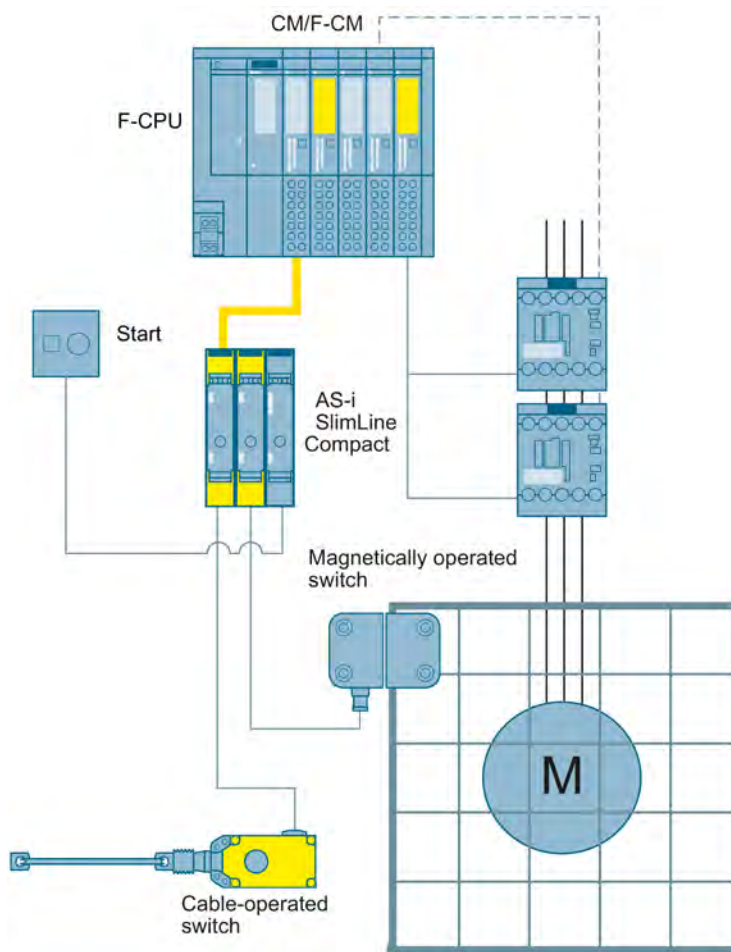 CM/F-CM
F-CPU
Start
AS-i
SlimLine
Compact
Magnetically operated
switch
M
Cable-operated
switch